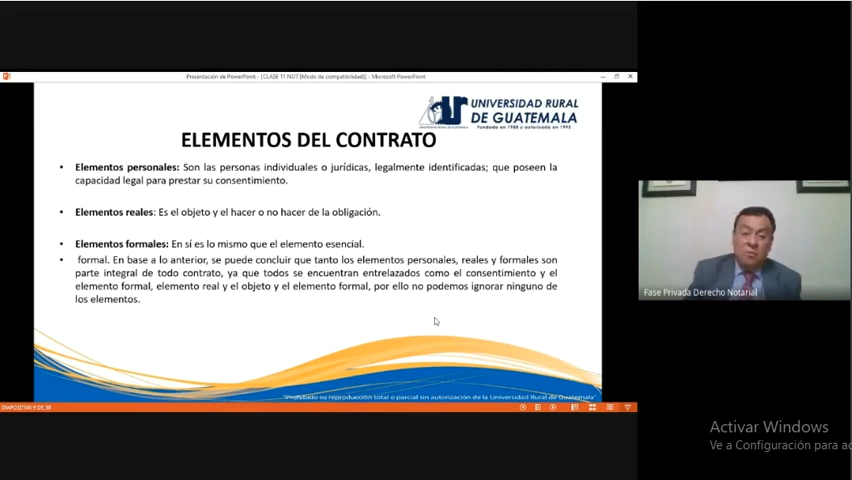 Presentación de PowerPoint - [CLASE 11 NOT [Modo de compatibilidad] - Microsoft PowerPoint
UNIVERSIDAD RURAL
DE GUATEMALA
Fundada en 1988 y autorizada en 1995
ELEMENTOS DEL CONTRATO
• Elementos personales: Son las personas individuales o jurídicas, legalmente identificadas; que poseen la
capacidad legal para prestar su consentimiento.
• Elementos reales: Es el objeto y el hacer o no hacer de la obligación.
• Elementos formales: En sí es lo mismo que el elemento esencial.
• formal. En base a lo anterior, se puede concluir que tanto los elementos personales, reales y formales son
parte integral de todo contrato, ya que todos se encuentran entrelazados como el consentimiento y el
elemento formal, elemento real y el objeto y el elemento formal, por ello no podemos ignorar ninguno de
los elementos.
"Prohibido su reproducción total o parcial sin autorización de la Universidad Rural de Guatemala"
DIAPOSITIVA 9 DE 38
Fase Privada Derecho Notarial
Activar Windows
Ve a Configuración para ac